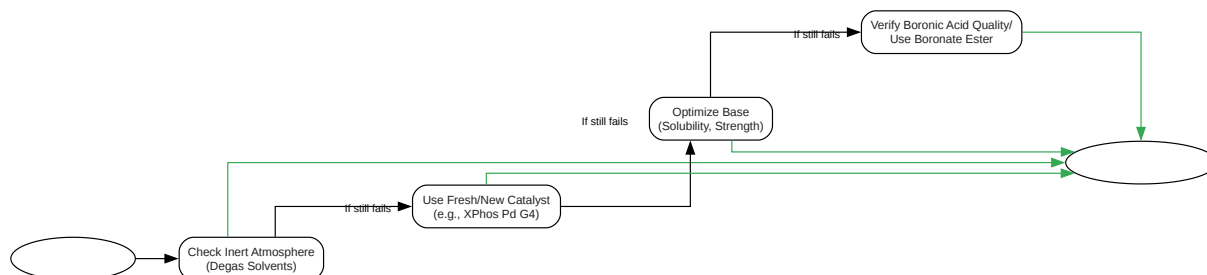 Verify Boronic Acid Quality/
Use Boronate Ester
If still fails
Optimize Base
(Solubility, Strength)
If still fails
Use Fresh/New Catalyst
(e.g., XPhos Pd G4)
If still fails
Check Inert Atmosphere
(Degas Solvents)